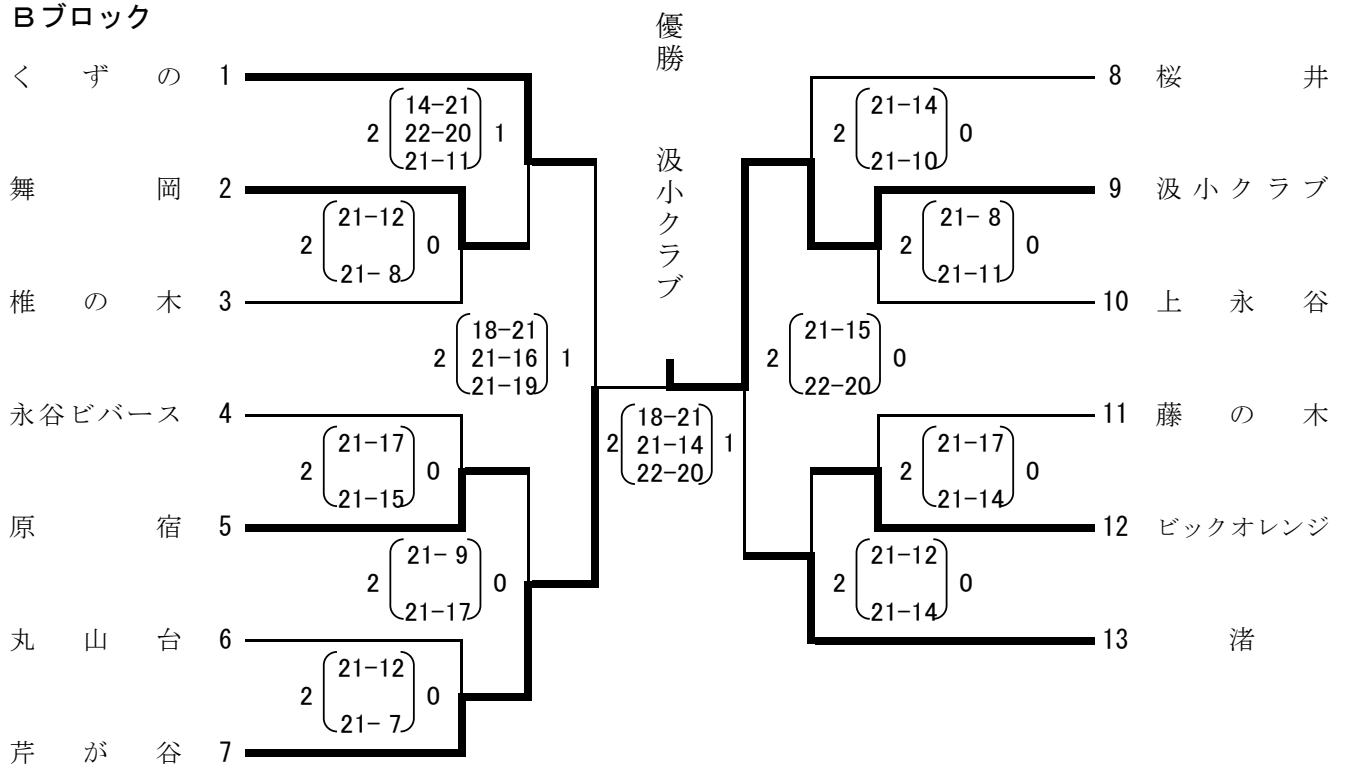 Bブロック
優勝 汲小クラブ
くずの 1
2 14-21 22-20 21-11 1
舞岡 2
2 21-12 21- 8 0
椎の木 3
2 18-21 21-16 21-19 1
永谷ビバース 4
2 21-17 21-15 0
原宿 5
2 21- 9 21-17 0
丸山台 6
2 21-12 21- 7 0
芹が谷 7
2 18-21 21-14 22-20 1
8 桜井
2 21-14 21-10 0
9 汲小クラブ
2 21- 8 21-11 0
10 上永谷
2 21-15 22-20 0
11 藤の木
2 21-17 21-14 0
12 ビックオレンジ
2 21-12 21-14 0
13 渚